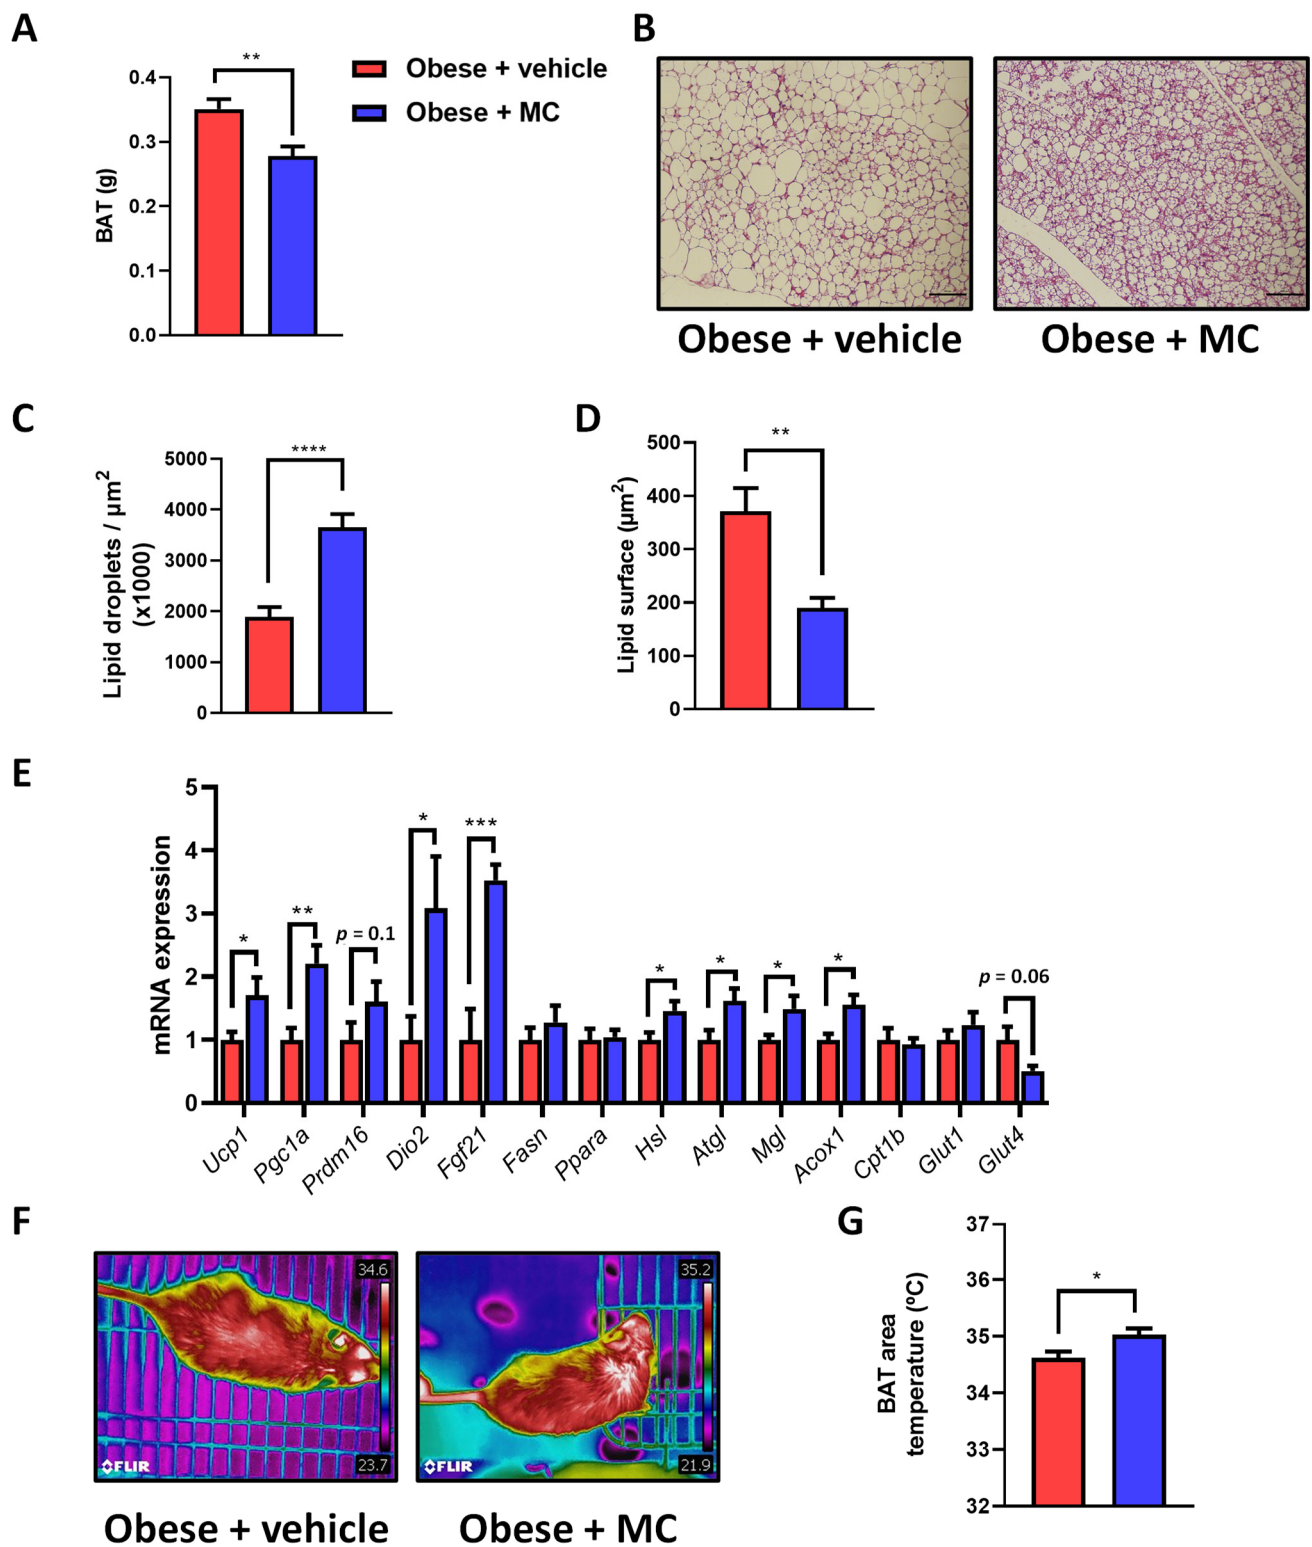 A
B
**
0.4
0.3
0.2
0.1
0.0
BAT (g)
Obese + vehicle
Obese + MC
Obese + vehicle
Obese + MC
C
D
****
5000
4000
3000
2000
1000
0
Lipid droplets / µm²
(x1000)
**
500
400
300
200
100
0
Lipid surface (µm²)
E
5
4
3
2
1
0
mRNA expression
*
**
p = 0.1
*
***
*
*
*
*
p = 0.06
Ucp1
Pgc1a
Prdm16
Dio2
Fgf21
Fasn
Ppara
Hsl
Atgl
Mgl
Acox1
Cpt1b
Glut1
Glut4
F
G
34.6
23.7
FLIR
35.2
21.9
FLIR
Obese + vehicle
Obese + MC
*
37
36
35
34
33
32
BAT area
temperature (ºC)